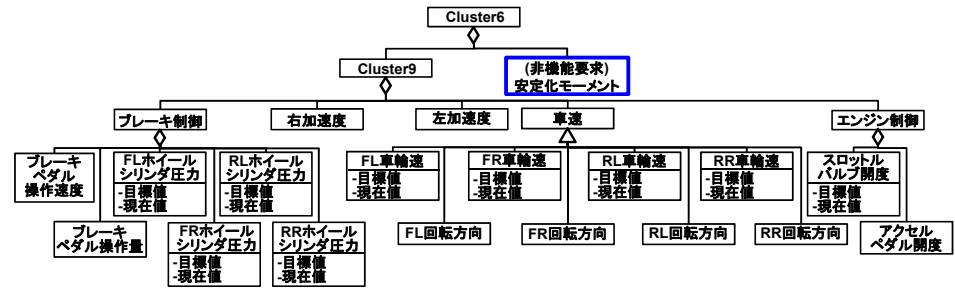 Cluster6
Cluster9
(非機能要求)
安定化モーメント
ブレーキ制御
右加速度
左加速度
車速
エンジン制御
ブレーキ
ペダル
操作速度
FLホイール
シリンダ圧力
-目標値
-現在値
RLホイール
シリンダ圧力
-目標値
-現在値
FL車輪速
-目標値
-現在値
FR車輪速
-目標値
-現在値
RL車輪速
-目標値
-現在値
RR車輪速
-目標値
-現在値
スロットル
バルブ開度
-目標値
-現在値
ブレーキ
ペダル操作量
FRホイール
シリンダ圧力
-目標値
-現在値
RRホイール
シリンダ圧力
-目標値
-現在値
FL回転方向
FR回転方向
RL回転方向
RR回転方向
アクセル
ペダル開度